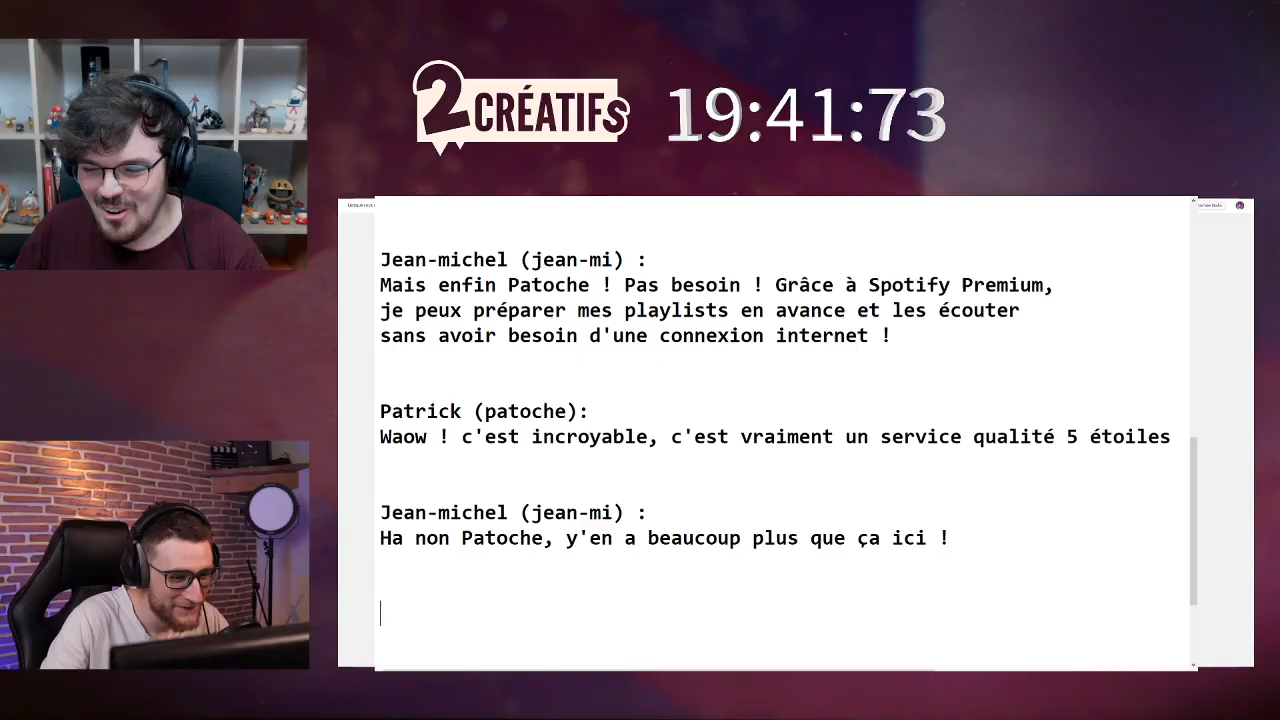 2 CRÉATIFS
19:41:73
Jean-michel (jean-mi) :
Mais enfin Patoche ! Pas besoin ! Grâce à Spotify Premium,
je peux préparer mes playlists en avance et les écouter
sans avoir besoin d'une connexion internet !
Patrick (patoche):
Waow ! c'est incroyable, c'est vraiment un service qualité 5 étoiles
Jean-michel (jean-mi) :
Ha non Patoche, y'en a beaucoup plus que ça ici !